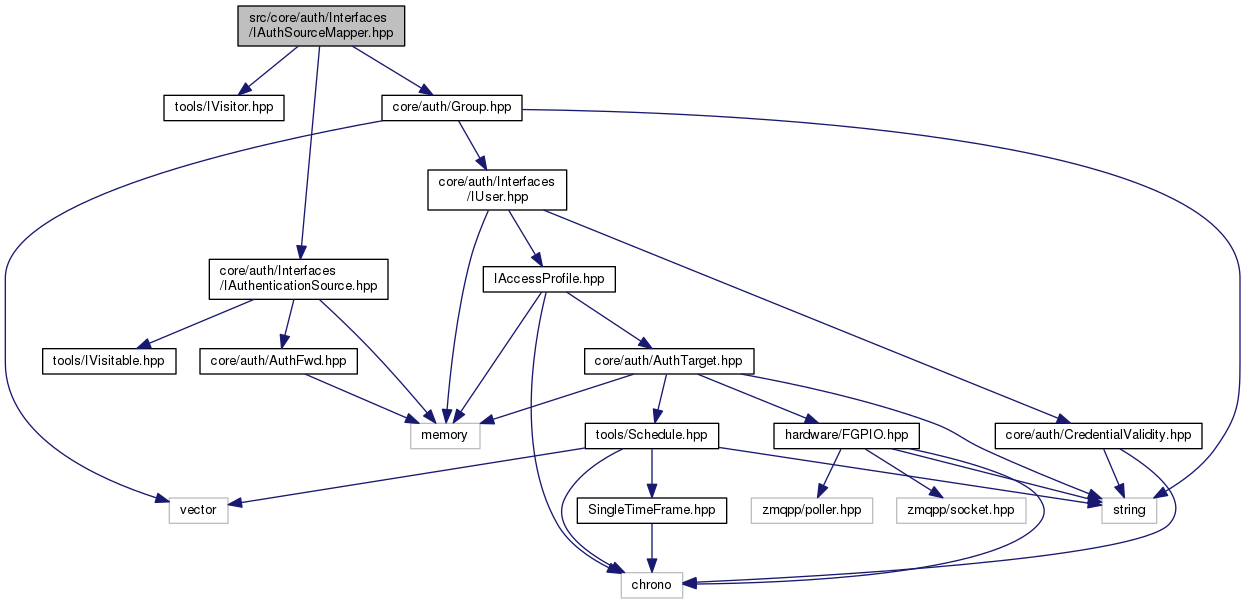 src/core/auth/Interfaces
/IAuthSourceMapper.hpp
tools/IVisitor.hpp
core/auth/Group.hpp
core/auth/Interfaces
/IUser.hpp
core/auth/Interfaces
/IAuthenticationSource.hpp
IAccessProfile.hpp
tools/IVisitable.hpp
core/auth/AuthFwd.hpp
core/auth/AuthTarget.hpp
memory
tools/Schedule.hpp
hardware/FGPIO.hpp
core/auth/CredentialValidity.hpp
vector
SingleTimeFrame.hpp
zmqpp/poller.hpp
zmqpp/socket.hpp
string
chrono